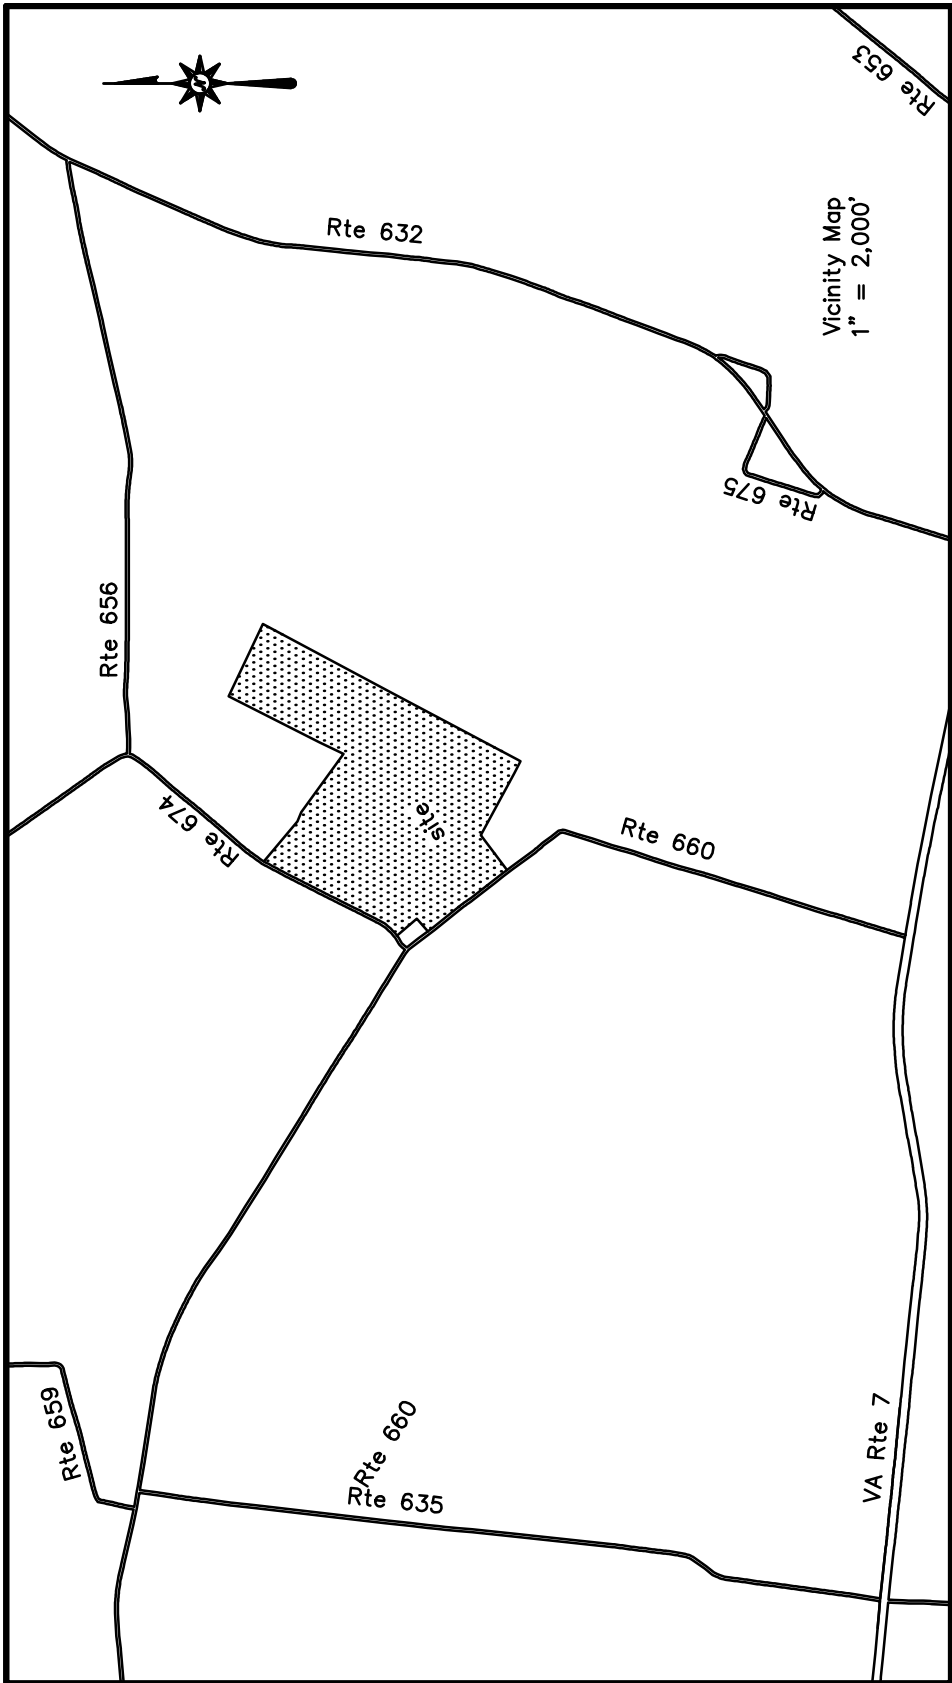 Rte 653
N
Rte 632
Vicinity Map
1" = 2,000'
Rte 675
Rte 656
Rte 674
site
Rte 660
Rte 659
Rte 660
Rte 635
VA Rte 7